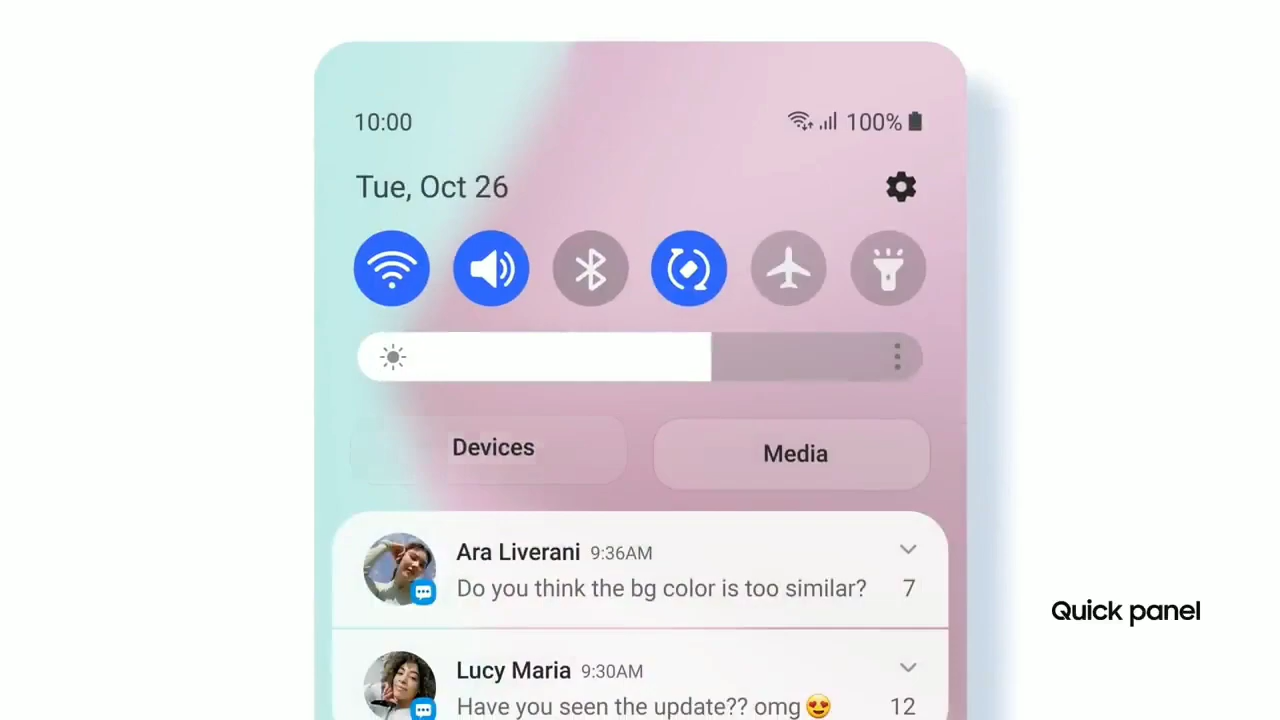 10:00
100%
Tue, Oct 26
Devices
Media
Ara Liverani 9:36AM
Do you think the bg color is too similar? 7
Quick panel
Lucy Maria 9:30AM
Have you seen the update?? omg😍 12